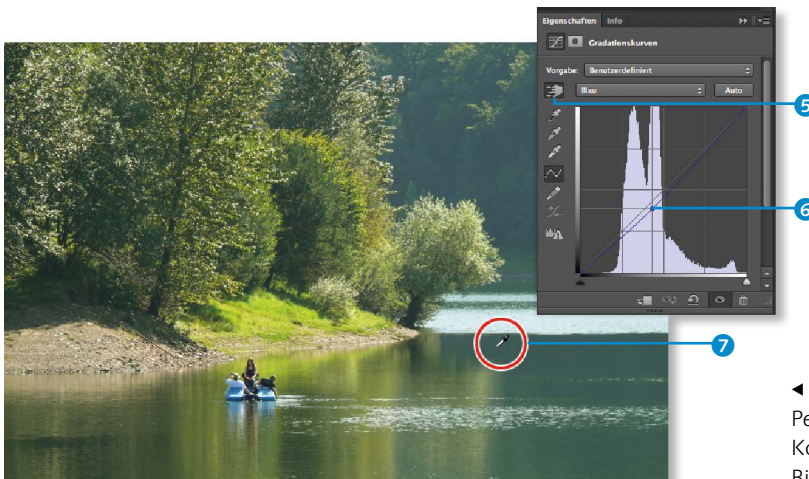 Eigenschaften Info
Gradationskurven
Vorgabe: Benutzerdefiniert
Blau Auto
5
6
7
◄
Pe
Ko
Bi